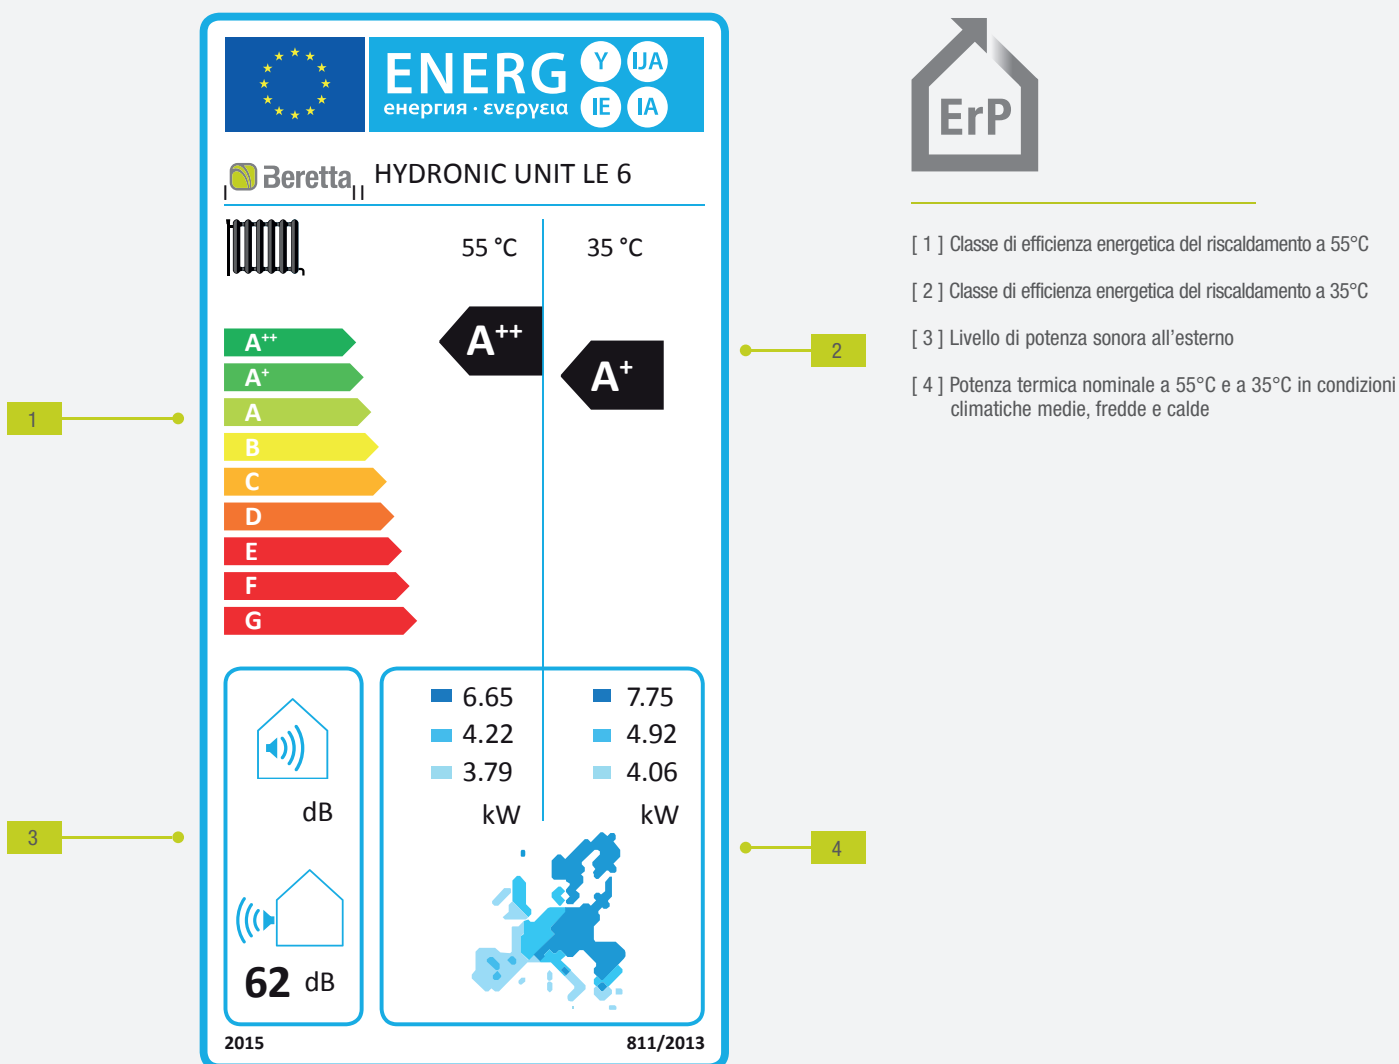 ENERG
енергия · ενεργεια
Y
IJA
IE
IA
Beretta
HYDRONIC UNIT LE 6
55 °C
35 °C
A++
A+
A
B
C
D
E
F
G
A++
A+
1
2
3
4
6.65
4.22
3.79
kW
7.75
4.92
4.06
kW
dB
62 dB
2015
811/2013
ErP
[ 1 ] Classe di efficienza energetica del riscaldamento a 55°C
[ 2 ] Classe di efficienza energetica del riscaldamento a 35°C
[ 3 ] Livello di potenza sonora all’esterno
[ 4 ] Potenza termica nominale a 55°C e a 35°C in condizioni
climatiche medie, fredde e calde